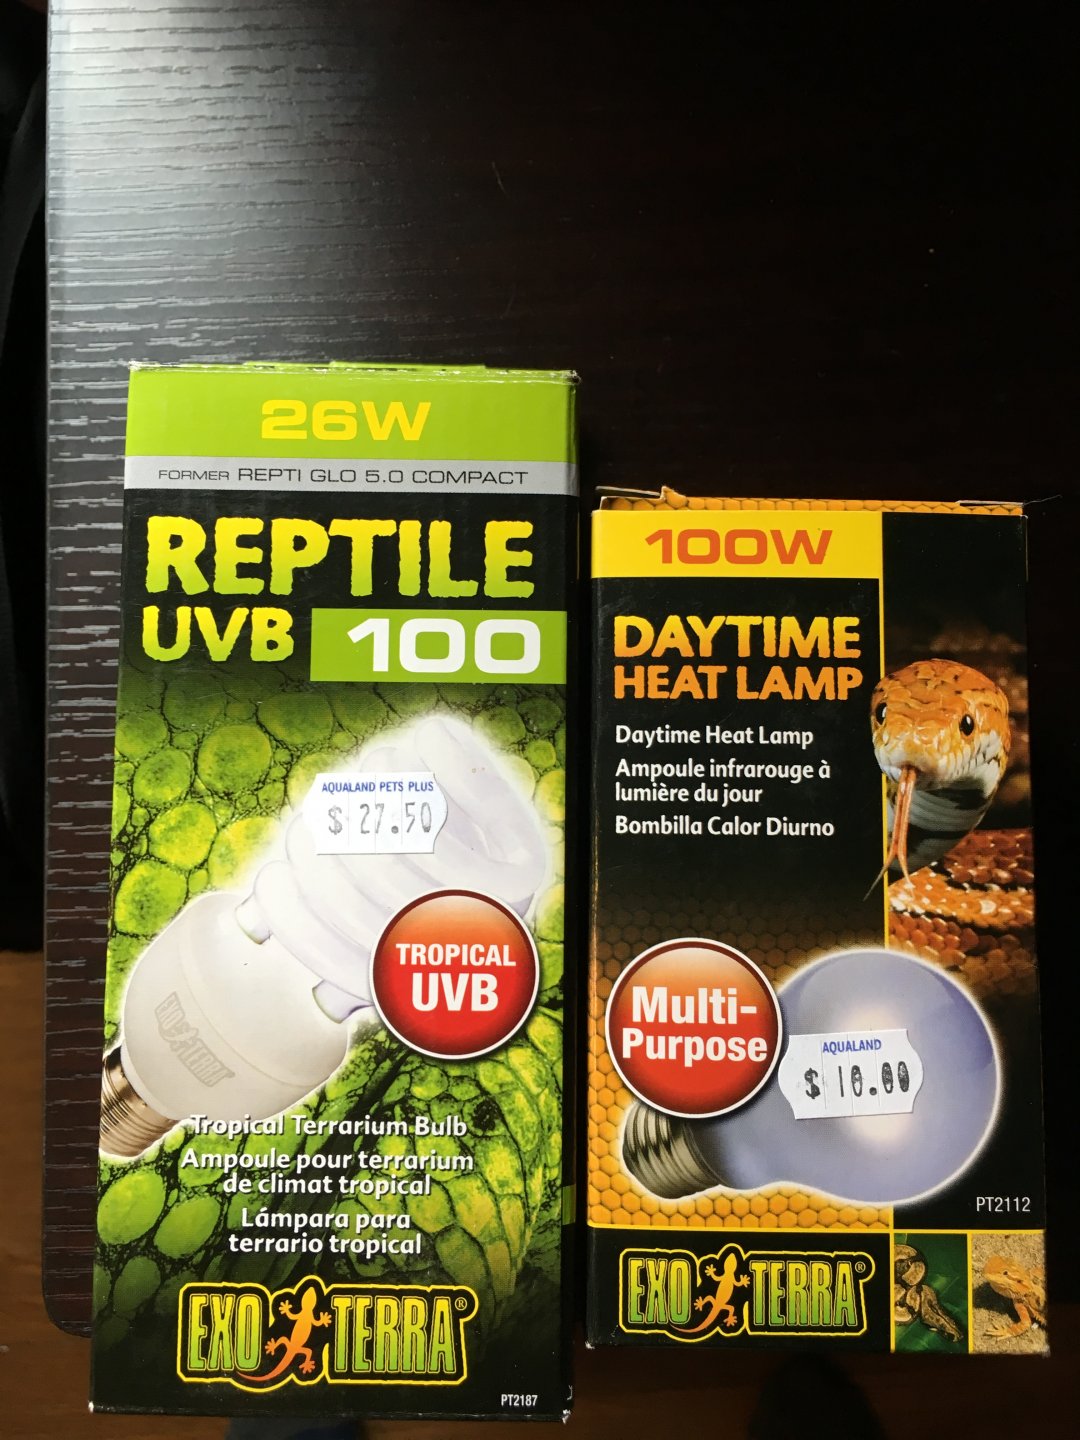 26W
FORMER REPTI GLO 5.0 COMPACT
REPTILE
UVB 100
AQUALAND PETS PLUS
$ 27.50
TROPICAL
UVB
EXO TERRA
Tropical Terrarium Bulb
Ampoule pour terrarium
de climat tropical
Lámpara para
terrario tropical
EXO TERRA®
PT2187
100W
DAYTIME
HEAT LAMP
Daytime Heat Lamp
Ampoule infrarouge à
lumière du jour
Bombilla Calor Diurno
Multi-
Purpose
AQUALAND
$ 10.00
PT2112
EXO TERRA®